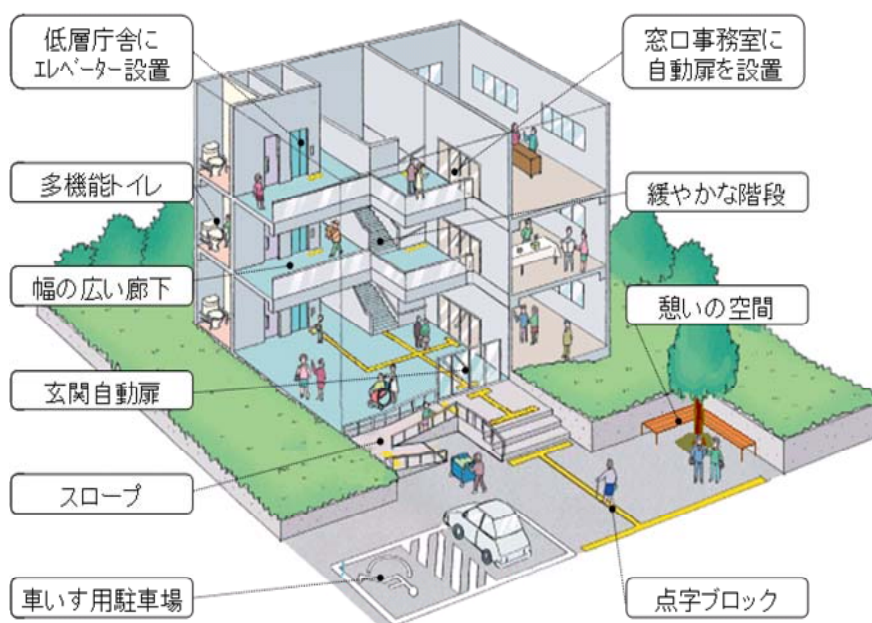 低層庁舎に
エレベーター設置
多機能トイレ
幅の広い廊下
玄関自動扉
スロープ
車いす用駐車場
窓口事務室に
自動扉を設置
緩やかな階段
憩いの空間
点字ブロック